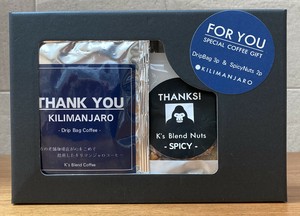 FOR YOU
SPECIAL COFFEE GIFT
DripBag 3p & SpicyNuts 2p
KILIMANJARO
THANK YOU
KILIMANJARO
- Drip Bag Coffee -
K's Blend Coffee
THANKS!
K's Blend Nuts
- SPICY -